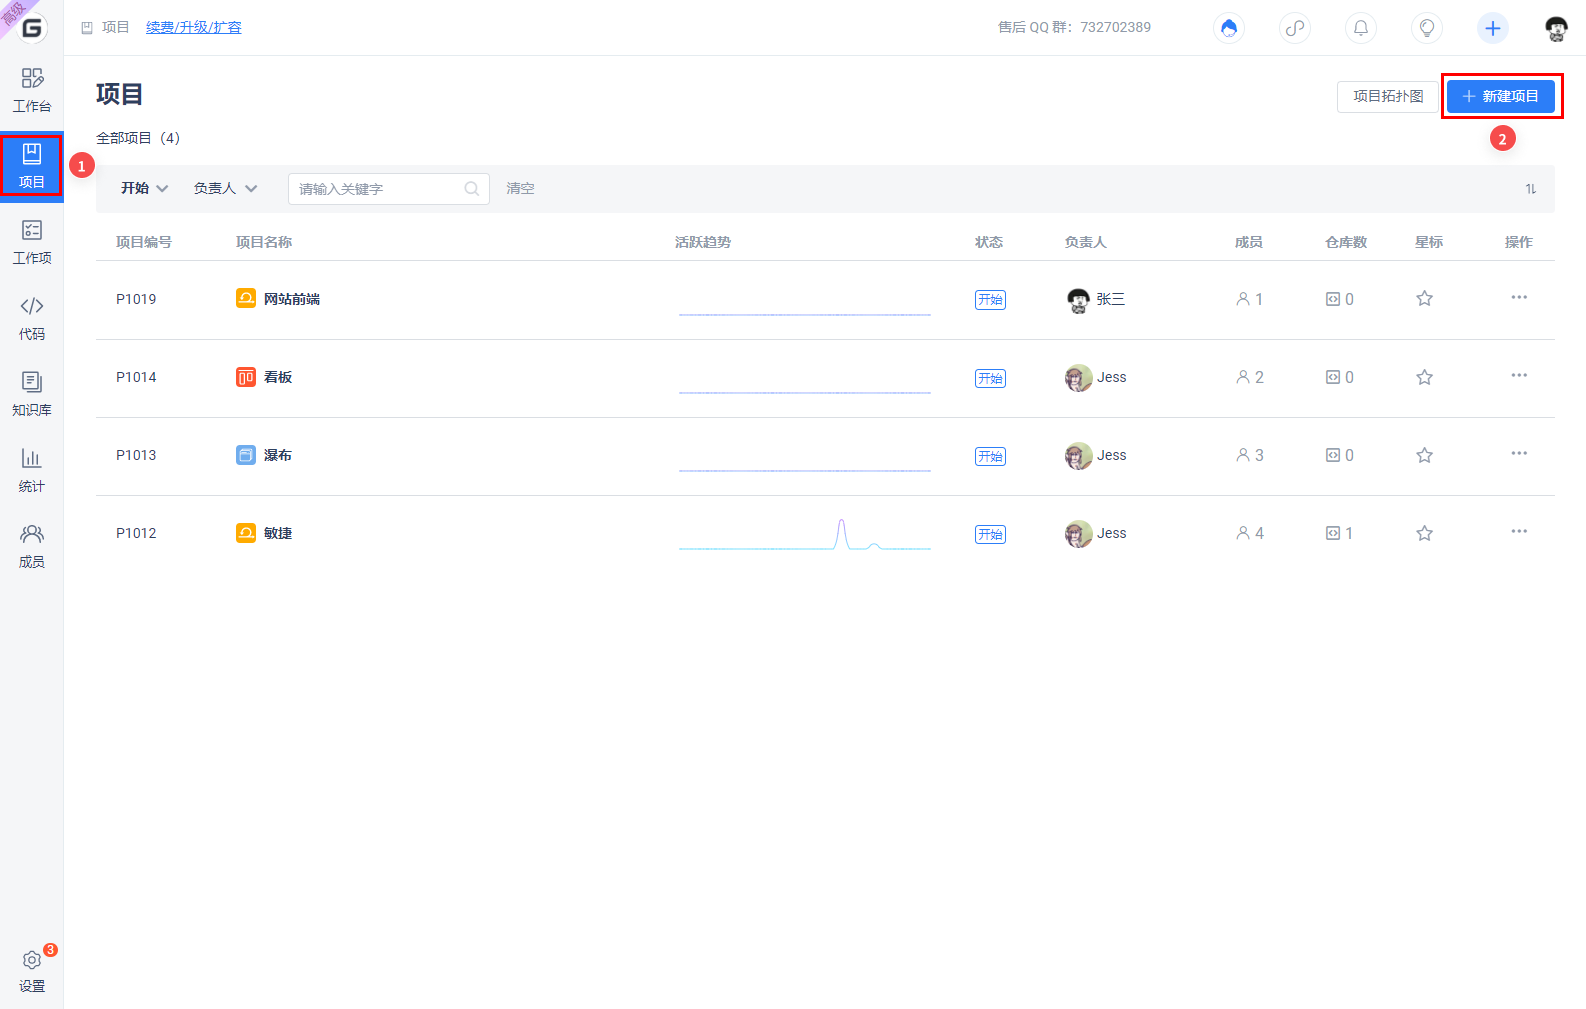 高级
G
项目 续费/升级/扩容 售后 QQ 群：732702389
工作台
项目
工作项
代码
知识库
统计
成员
3
设置
1
项目
项目拓扑图
新建项目
2
全部项目（4）
开始 负责人 请输入关键字 清空
项目编号 项目名称 活跃趋势 状态 负责人 成员 仓库数 星标 操作
P1019 网站前端 开始 张三 1 0
P1014 看板 开始 Jess 2 0
P1013 瀑布 开始 Jess 3 0
P1012 敏捷 开始 Jess 4 1